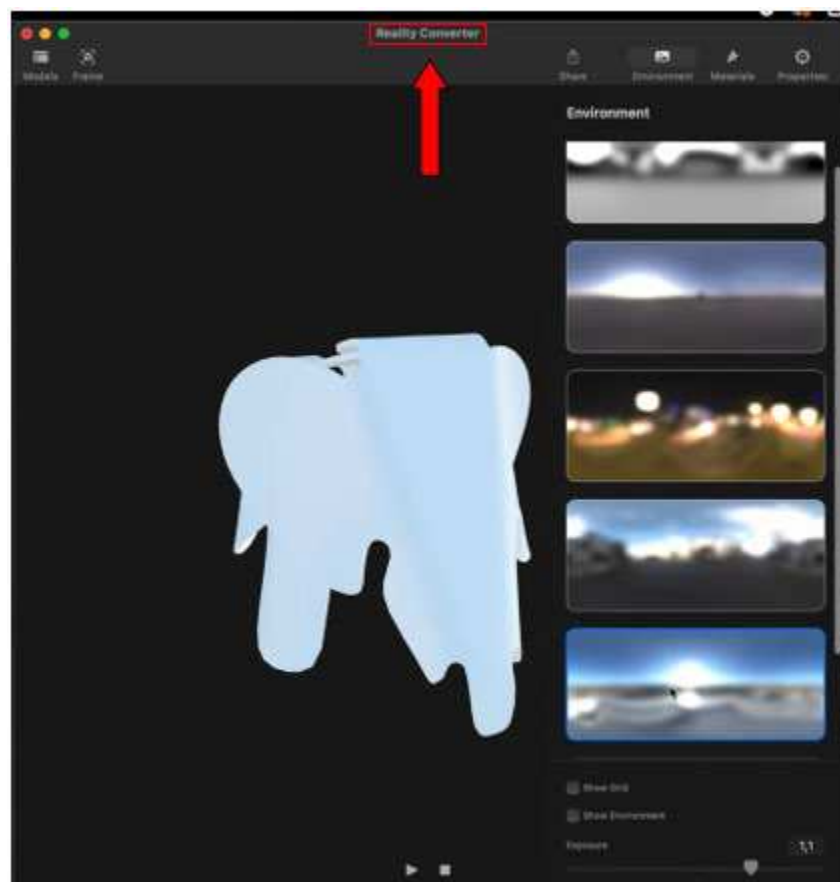 Reality Converter
Models Frame Share Environment Materials Properties
Environment
Show Grid
Show Environment
Exposure 1,1